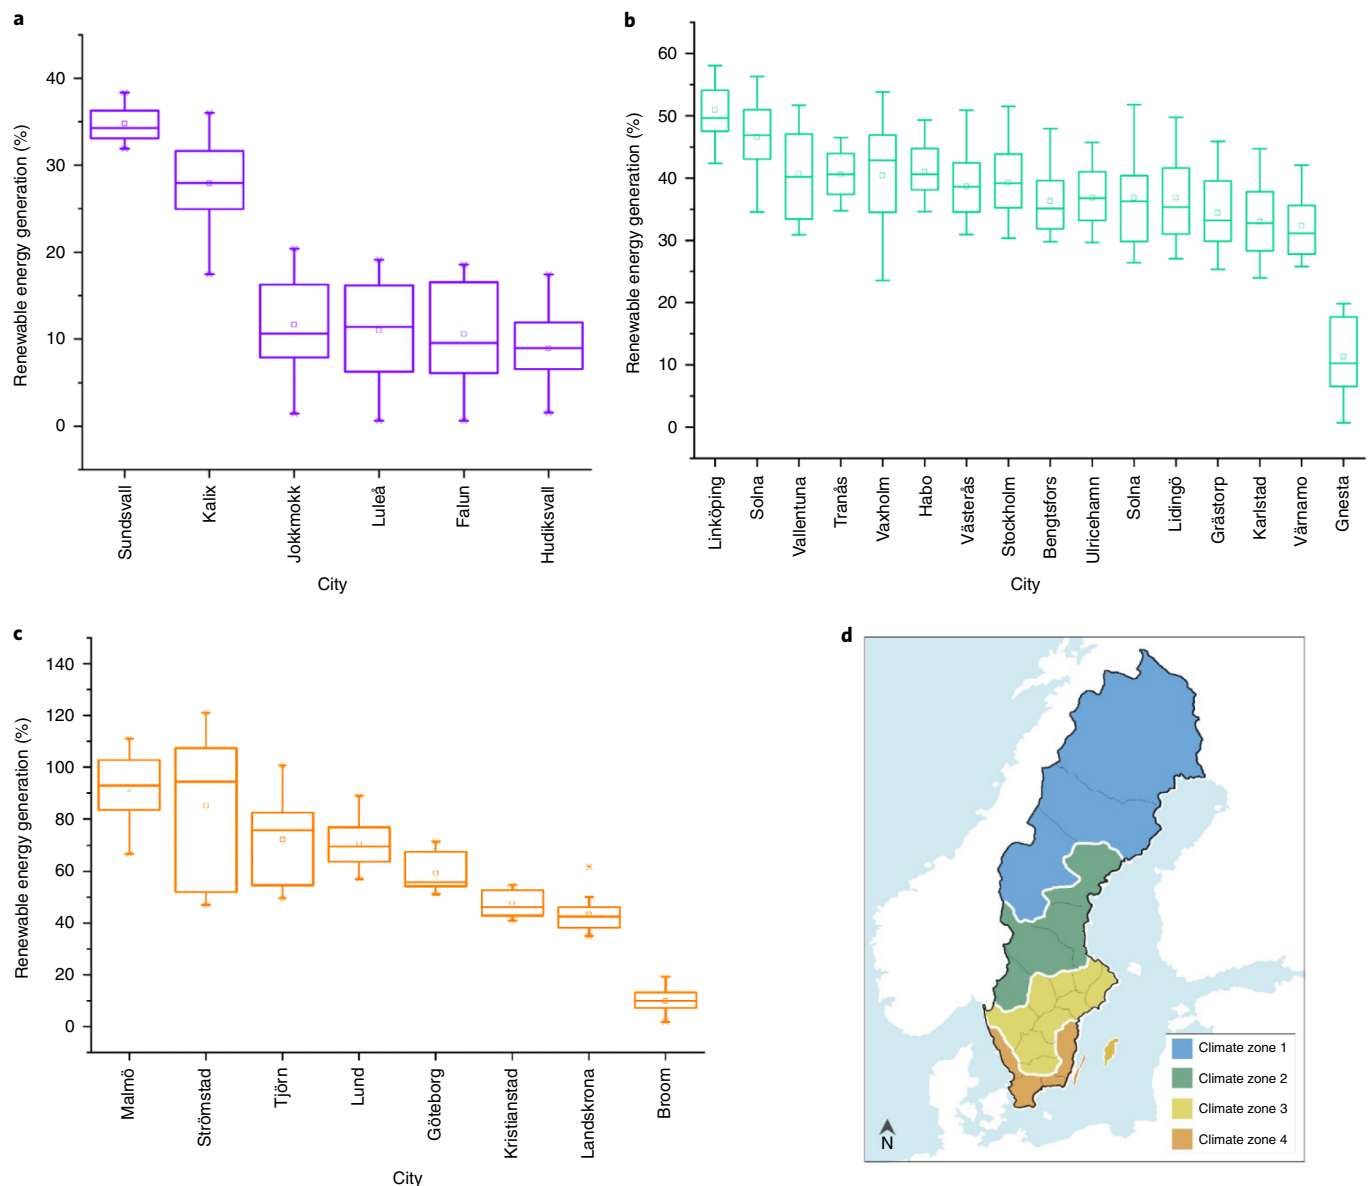 a
Renewable energy generation (%)
40
30
20
10
0
Sundsvall
Kalix
Jokkmokk
Luleå
Falun
Hudiksvall
City
b
Renewable energy generation (%)
60
50
40
30
20
10
0
Linköping
Solna
Vallentuna
Tranås
Vaxholm
Habo
Västerås
Stockholm
Bengtsfors
Ulricehamn
Solna
Lidingö
Grästorp
Karlstad
Värnamo
Gnesta
City
c
Renewable energy generation (%)
140
120
100
80
60
40
20
0
Malmö
Strömstad
Tjörn
Lund
Göteborg
Kristianstad
Landskrona
Broom
City
d
Climate zone 1
Climate zone 2
Climate zone 3
Climate zone 4
N